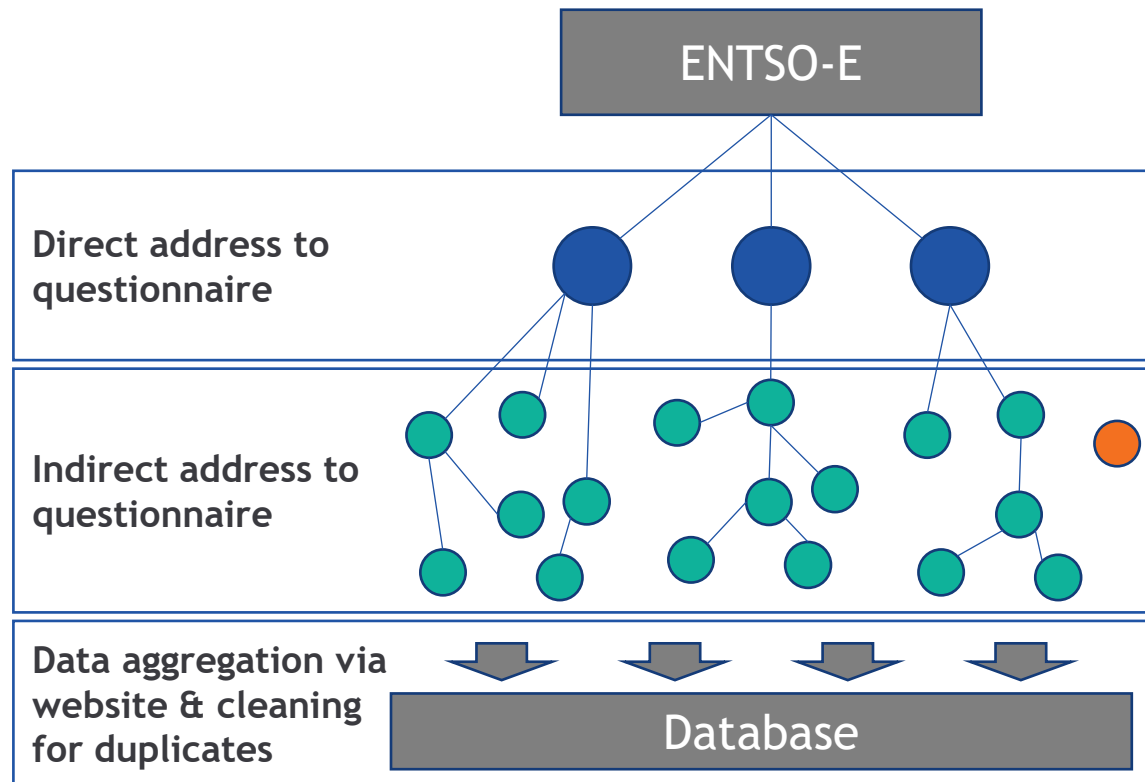 ENTSO-E
Direct address to
questionnaire
Indirect address to
questionnaire
Data aggregation via
website & cleaning
for duplicates
Database